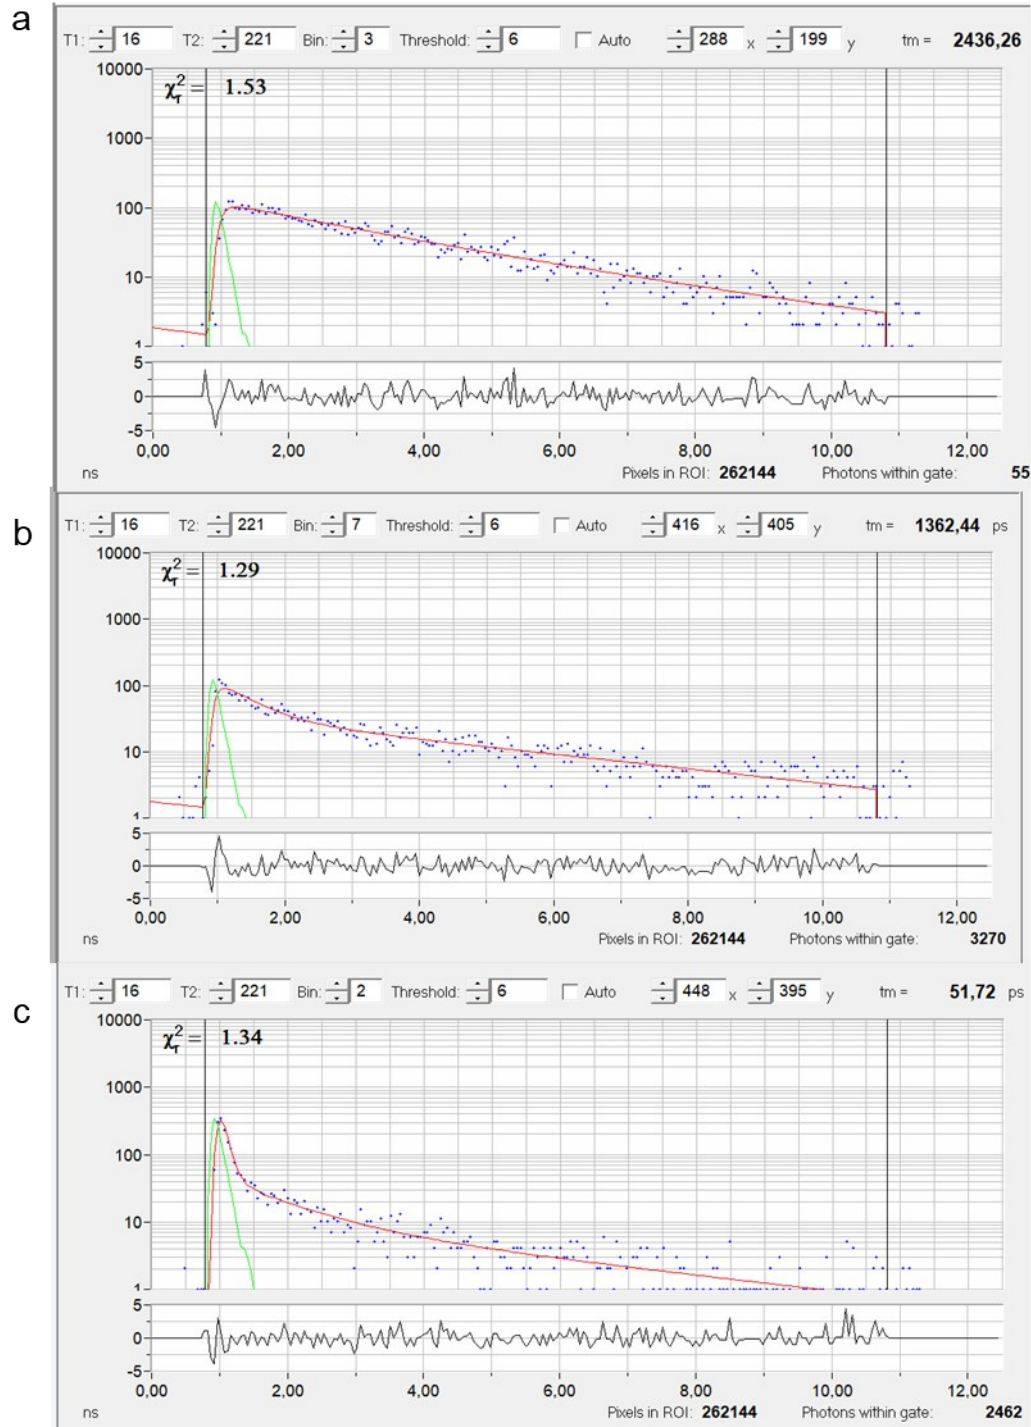 a
T1: 16 T2: 221 Bin: 3 Threshold: 6 Auto 288 x 199 y tm = 2436,26
10000
χ²r = 1.53
1000
100
10
1
5
0
-5
0,00 2,00 4,00 6,00 8,00 10,00 12,00
ns Pixels in ROI: 262144 Photons within gate: 55
b
T1: 16 T2: 221 Bin: 7 Threshold: 6 Auto 416 x 405 y tm = 1362,44 ps
10000
χ²r = 1.29
1000
100
10
1
5
0
-5
0,00 2,00 4,00 6,00 8,00 10,00 12,00
ns Pixels in ROI: 262144 Photons within gate: 3270
c
T1: 16 T2: 221 Bin: 2 Threshold: 6 Auto 448 x 395 y tm = 51,72 ps
10000
χ²r = 1.34
1000
100
10
1
5
0
-5
0,00 2,00 4,00 6,00 8,00 10,00 12,00
ns Pixels in ROI: 262144 Photons within gate: 2462